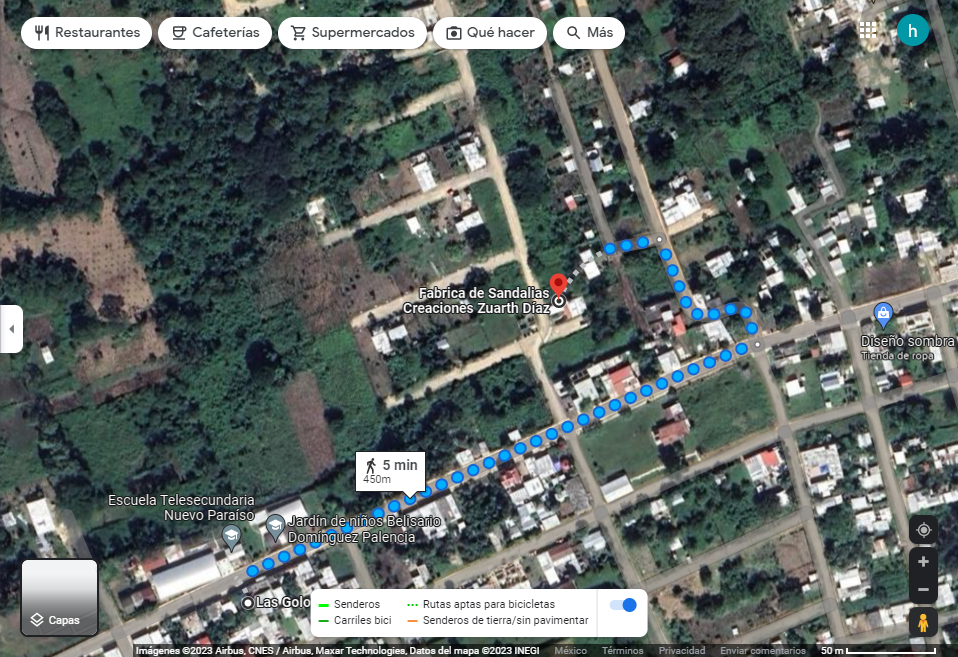 Restaurantes
Cafeterías
Supermercados
Qué hacer
Más
h
Fabrica de Sandalias
Creaciones Zuarth Díaz
Diseño sombra
Tienda de ropa
5 min
450m
Escuela Telesecundaria
Nuevo Paraíso
Jardín de niños Belisario
Domínguez Palencia
Las Golo
Capas
Senderos
Rutas aptas para bicicletas
Carriles bici
Senderos de tierra/sin pavimentar
Imágenes ©2023 Airbus, CNES / Airbus, Maxar Technologies, Datos del mapa ©2023 INEGI
México
Términos
Privacidad
Enviar comentarios
50 m